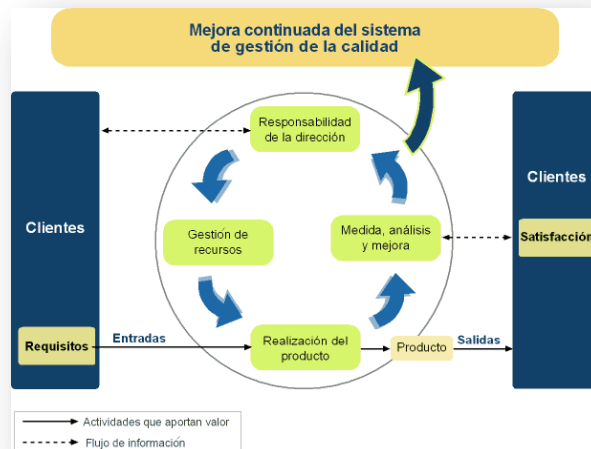 Mejora continuada del sistema
de gestión de la calidad
Responsabilidad
de la dirección
Clientes
Clientes
Gestión de
recursos
Medida, análisis
y mejora
Satisfacción
Requisitos
Entradas
Realización del
producto
Producto
Salidas
Actividades que aportan valor
Flujo de información